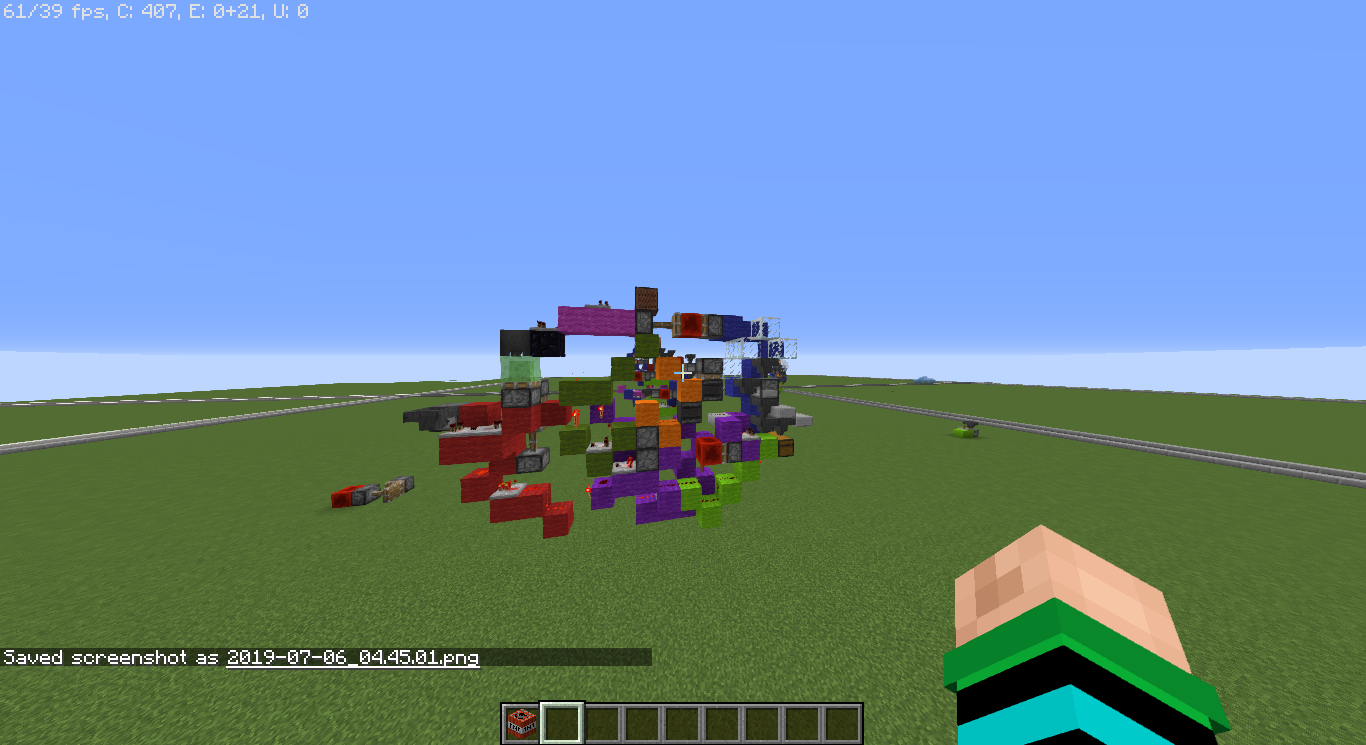 61/39 fps, C: 407, E: 0+21, U: 0
Saved screenshot as 2019-07-06_04.45.01.png